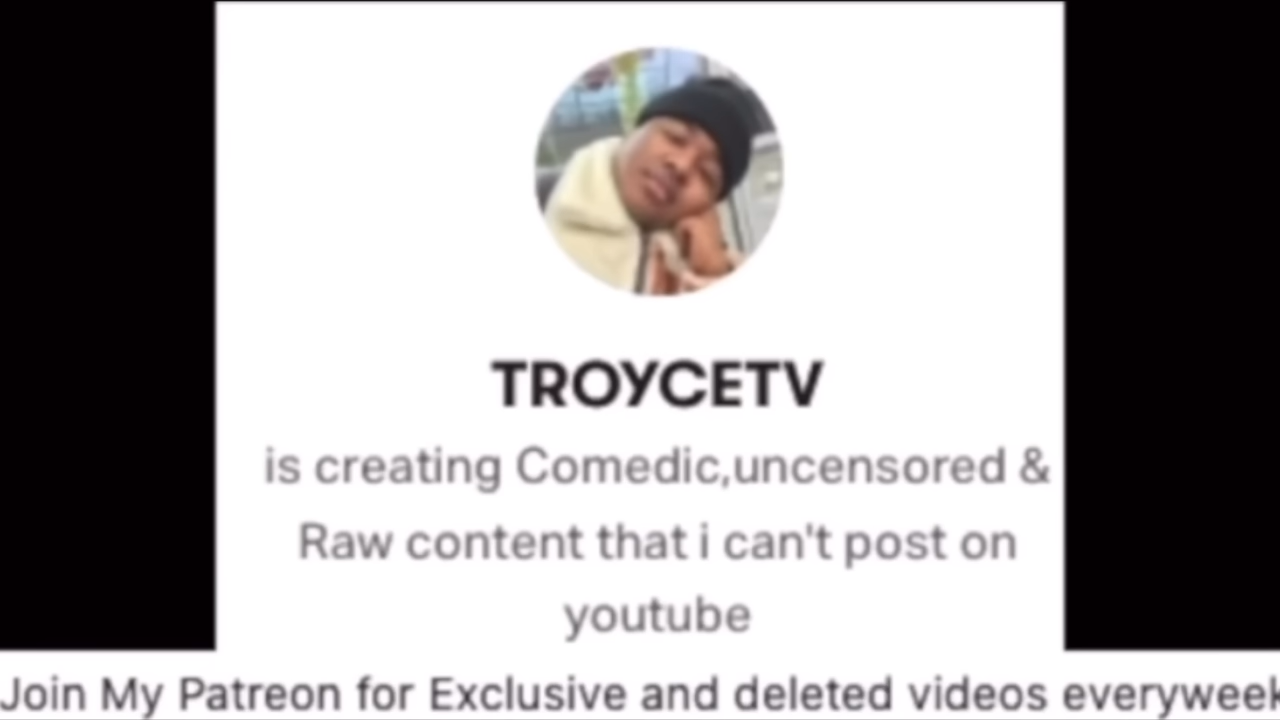 TROYCETV
is creating Comedic,uncensored &
Raw content that i can't post on
youtube
Join My Patreon for Exclusive and deleted videos everyweek